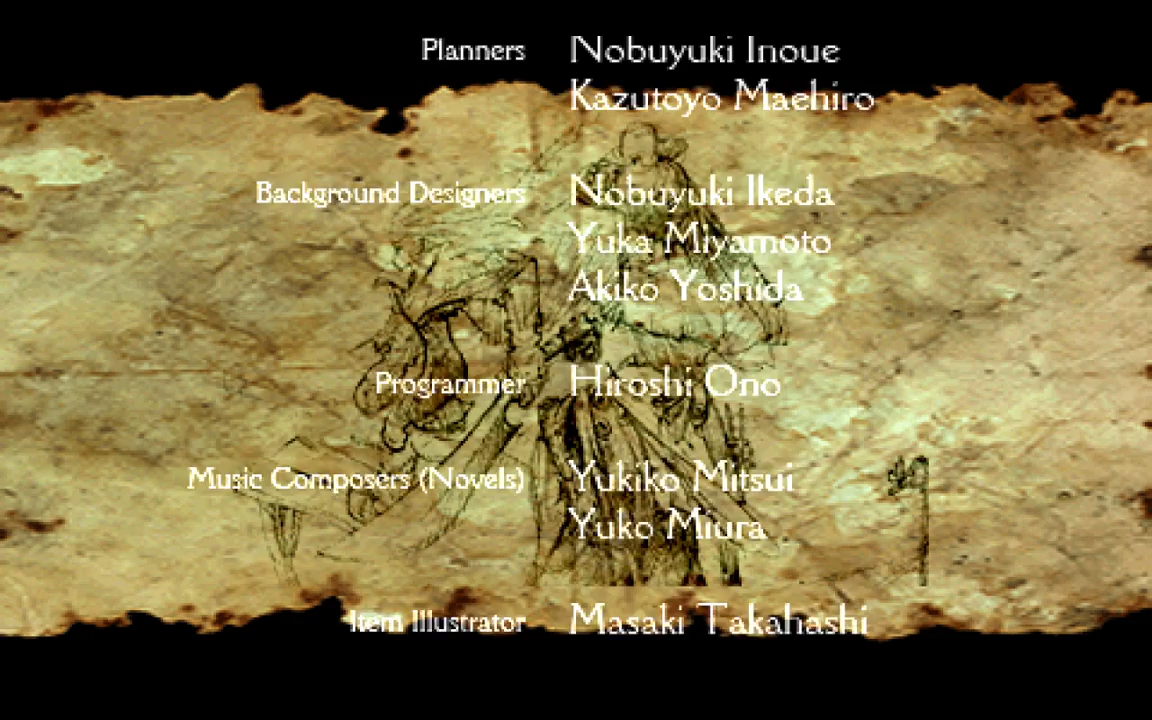 Planners Nobuyuki Inoue
Kazutoyo Maehiro
Background Designers Nobuyuki Ikeda
Yuka Miyamoto
Akiko Yoshida
Programmer Hiroshi Ono
Music Composers (Novels) Yukiko Mitsui
Yuko Miura
Item Illustrator Masaki Takahashi